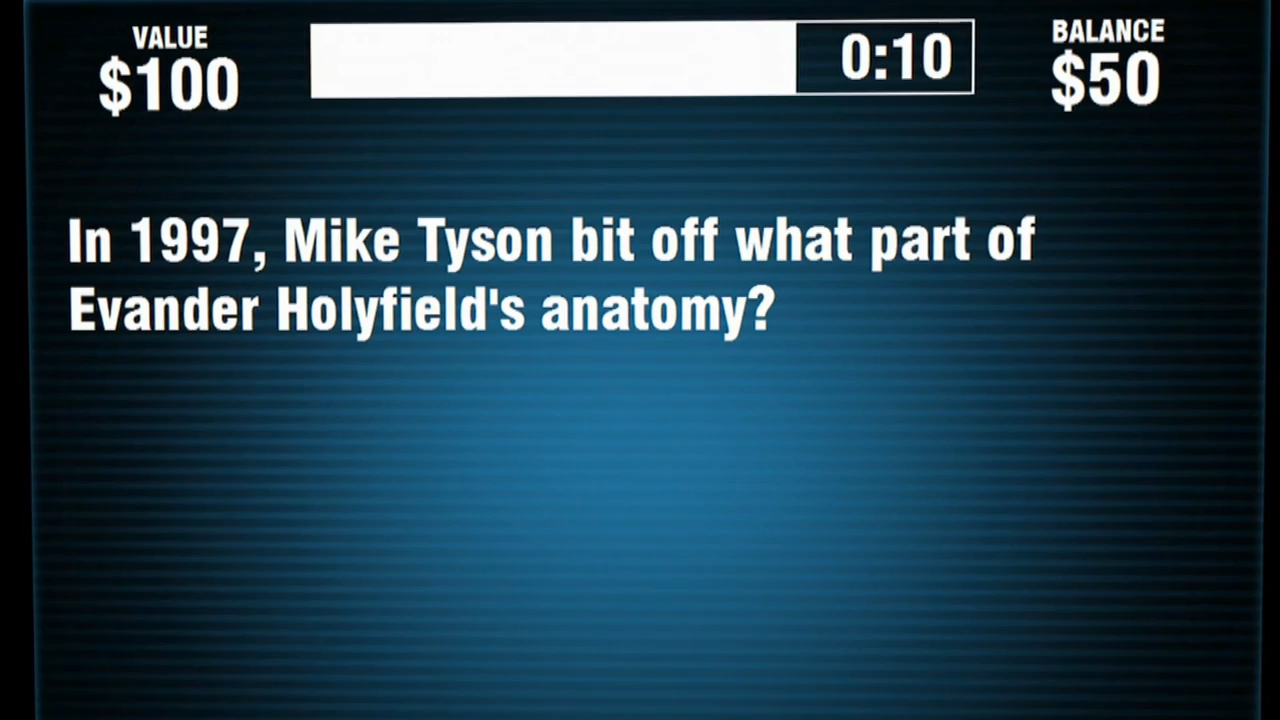 VALUE
$100
0:10
BALANCE
$50
In 1997, Mike Tyson bit off what part of
Evander Holyfield's anatomy?